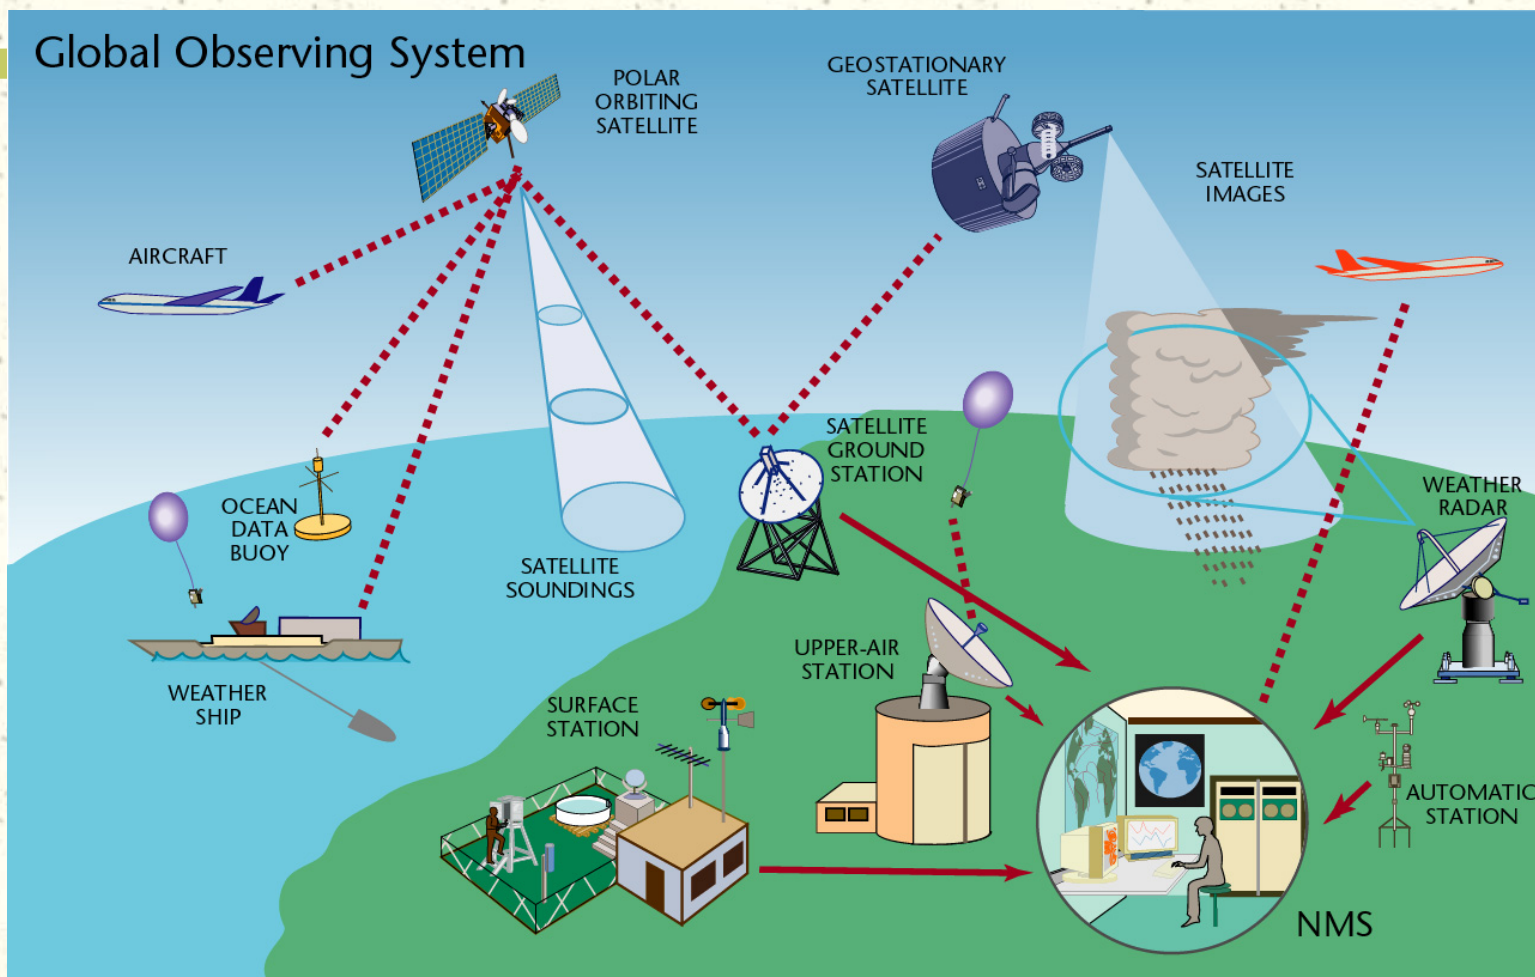 Global Observing System
POLAR
ORBITING
SATELLITE
GEOSTATIONARY
SATELLITE
SATELLITE
IMAGES
AIRCRAFT
SATELLITE
GROUND
STATION
OCEAN
DATA
BUOY
WEATHER
RADAR
SATELLITE
SOUNDINGS
UPPER-AIR
STATION
WEATHER
SHIP
SURFACE
STATION
AUTOMATIC
STATION
NMS